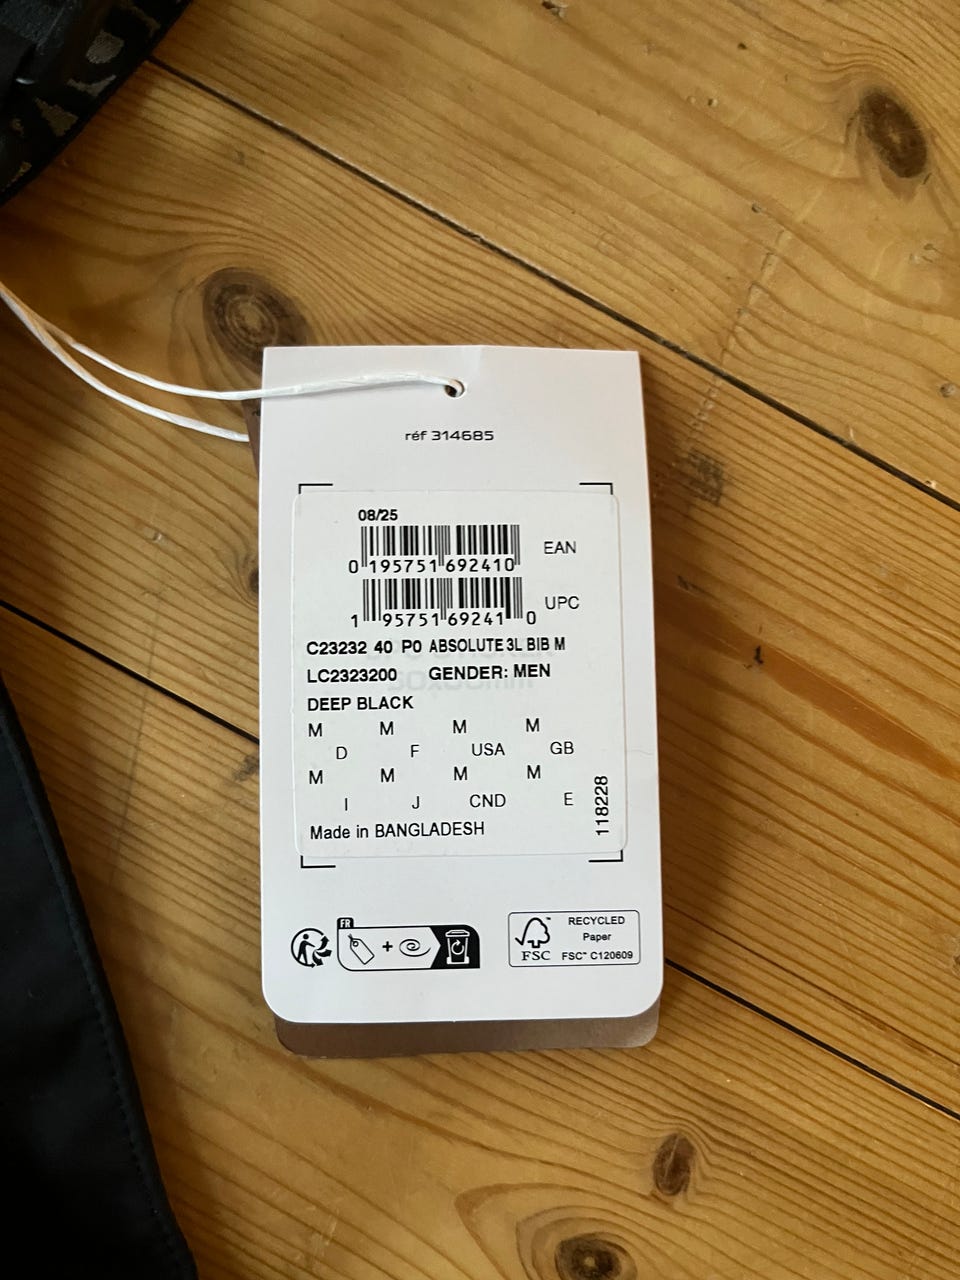 réf 314685
08/25
0 195751 692410
EAN
1 95751 69241 0
UPC
C23232 40 P0 ABSOLUTE 3L BIB M
LC2323200 GENDER: MEN
DEEP BLACK
M M M M
D F USA GB
M M M M
I J CND E
Made in BANGLADESH
118228
FR
FSC™
RECYCLED
Paper
FSC™ C120609